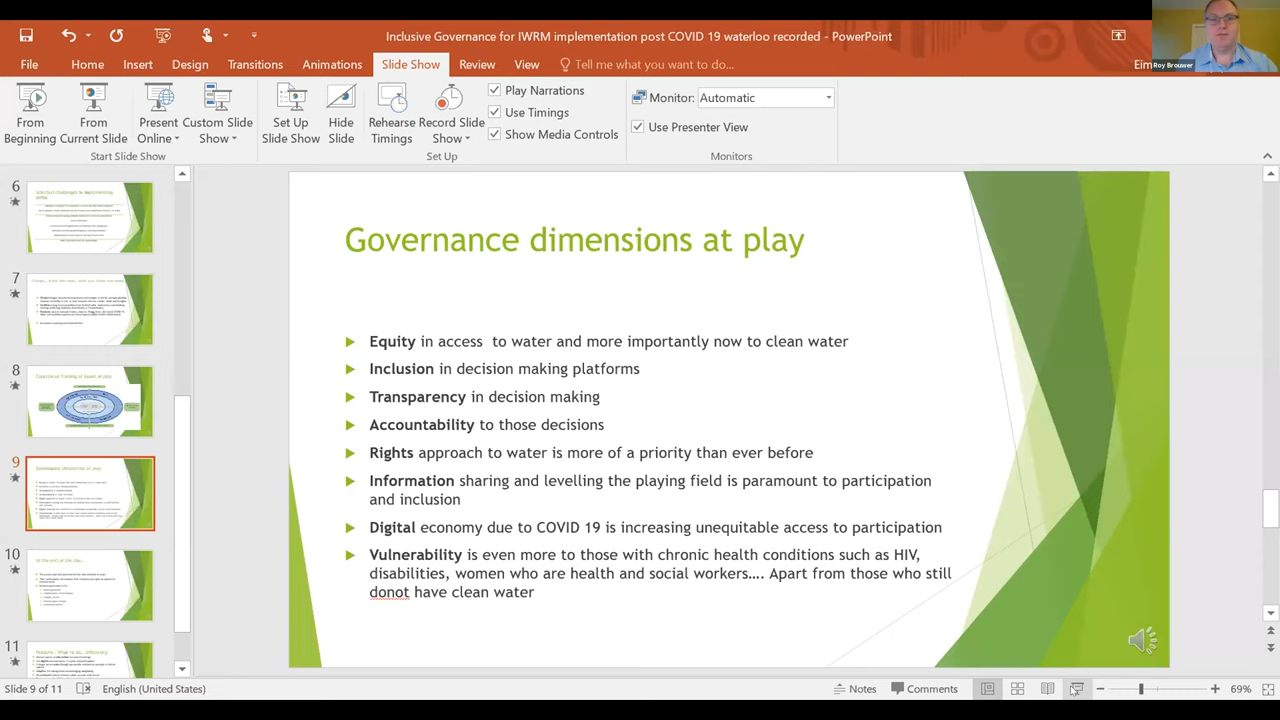 Inclusive Governance for IWRM implementation post COVID 19 waterloo recorded - PowerPoint
Roy Brouwer
File Home Insert Design Transitions Animations Slide Show Review View Tell me what you want to do...
From Beginning
From Current Slide
Present Online
Custom Slide Show
Set Up Slide Show
Hide Slide
Rehearse Timings
Record Slide Show
Play Narrations
Use Timings
Show Media Controls
Monitor: Automatic
Use Presenter View
Start Slide Show
Set Up
Monitors
6
7
8
9
10
11
Governance dimensions at play
Equity in access to water and more importantly now to clean water
Inclusion in decision making platforms
Transparency in decision making
Accountability to those decisions
Rights approach to water is more of a priority than ever before
Information sharing and levelling the playing field is paramount to participation
and inclusion
Digital economy due to COVID 19 is increasing unequitable access to participation
Vulnerability is even more to those with chronic health conditions such as HIV
disabilities, women who are health and social workers... Apart from those who still
donot have clean water
Slide 9 of 11
English (United States)
Notes
Comments
69%